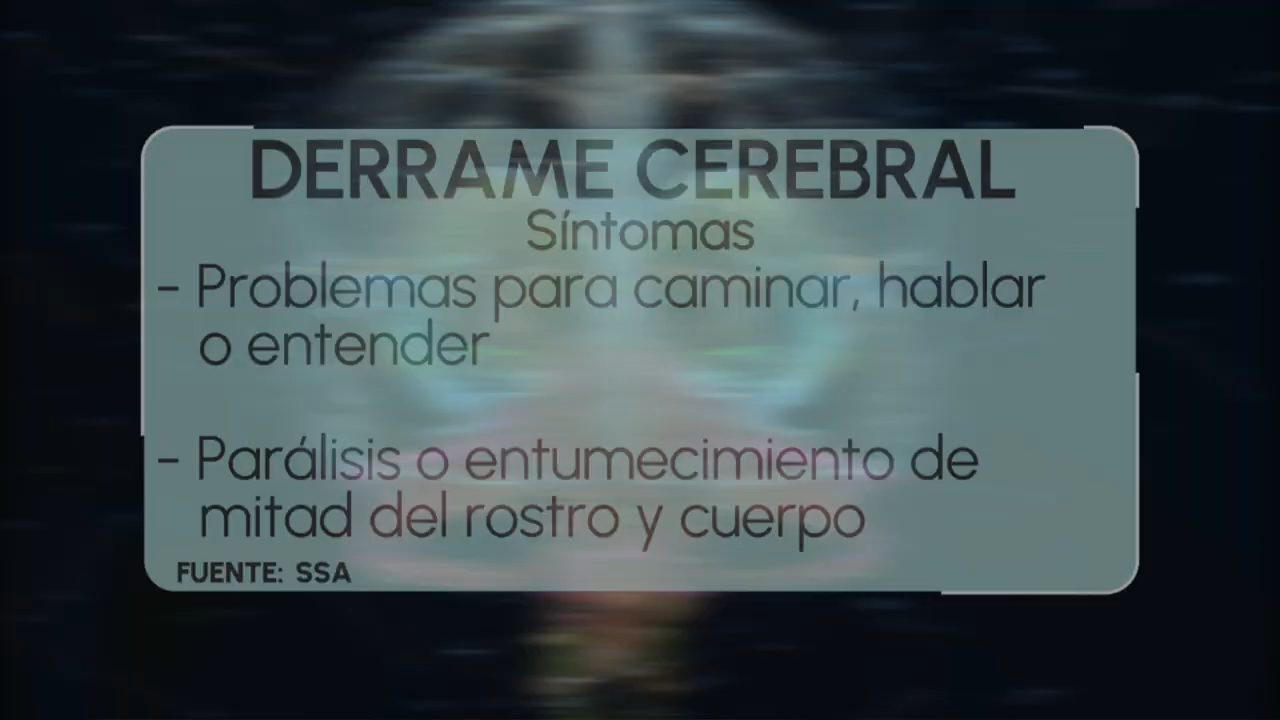 DERRAME CEREBRAL
Síntomas
- Problemas para caminar, hablar
o entender
- Parálisis o entumecimiento de
mitad del rostro y cuerpo
FUENTE: SSA